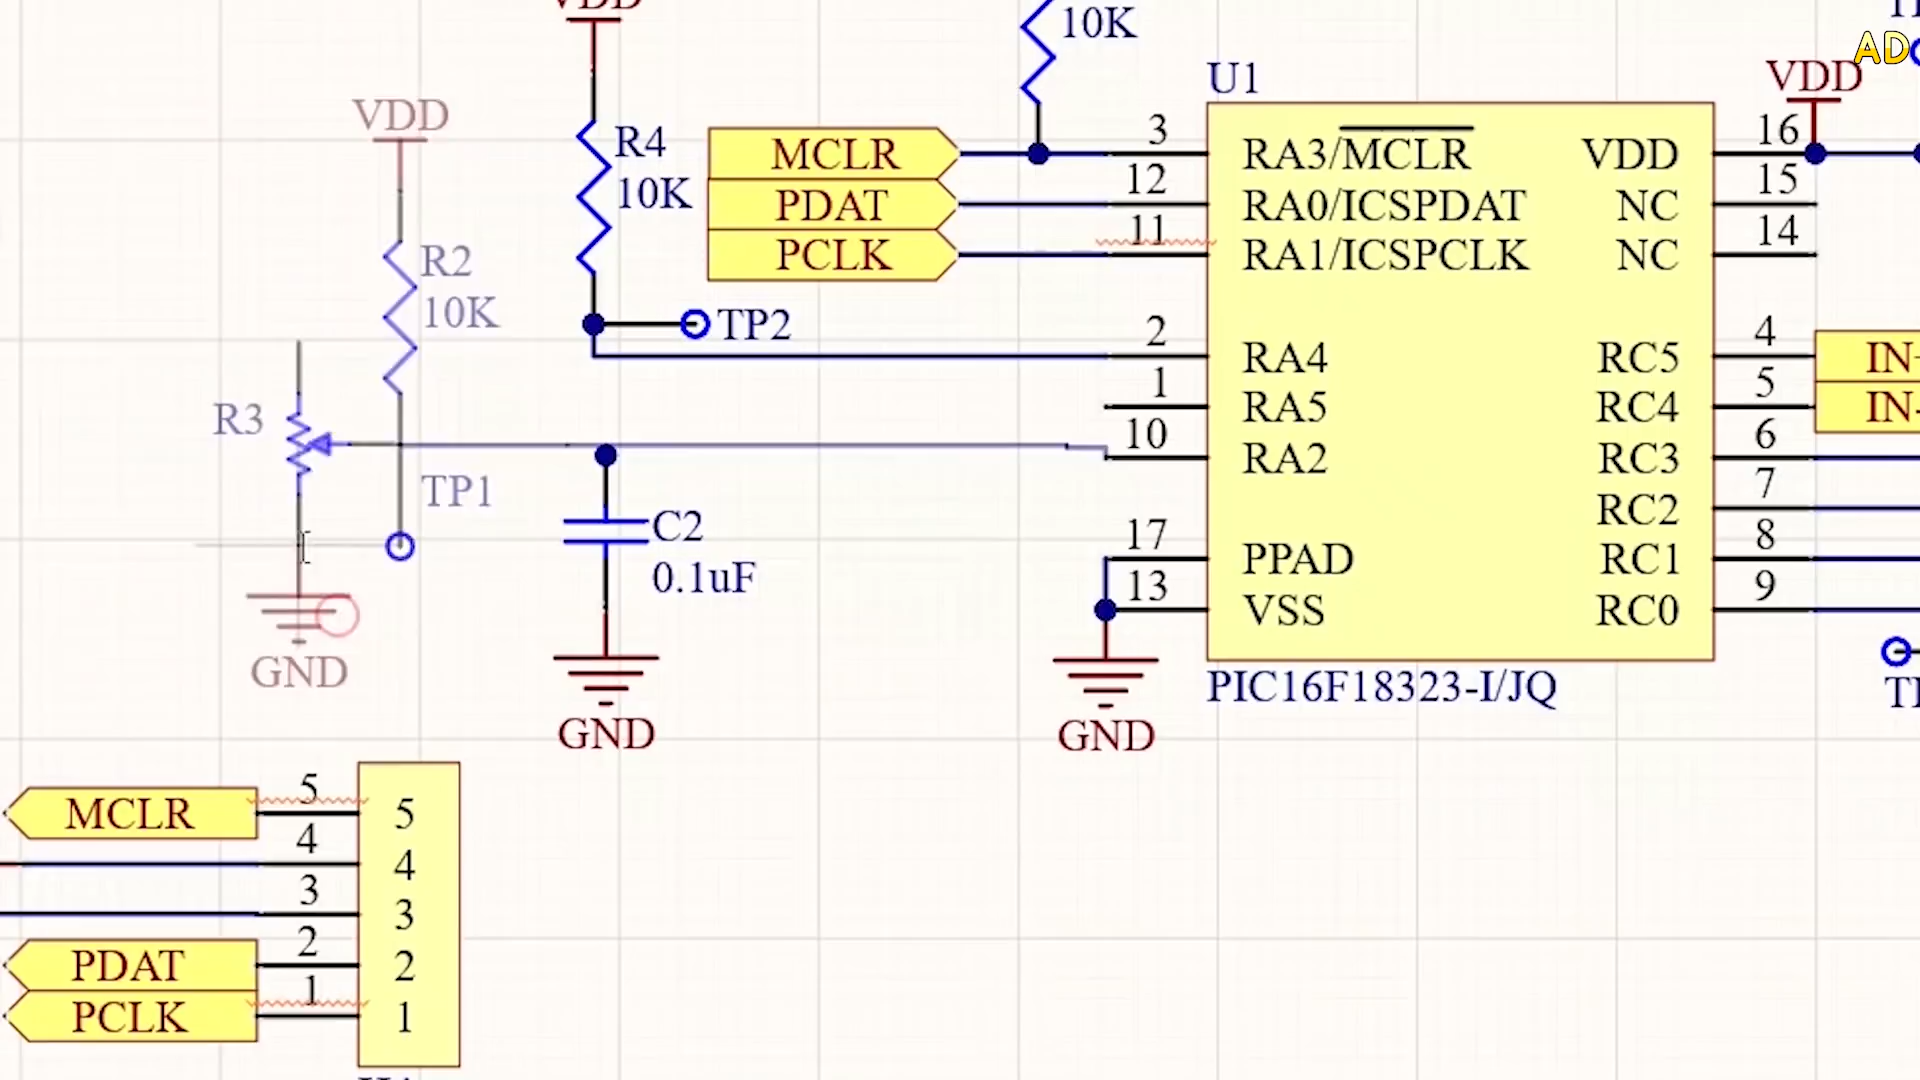 VDD
10K
U1
AD
VDD
R4
10K
MCLR
PDAT
PCLK
3
12
11
RA3/MCLR
RA0/ICSPDAT
RA1/ICSPCLK
VDD
NC
NC
16
15
14
VDD
R2
10K
TP2
2
1
10
RA4
RA5
RA2
RC5
RC4
RC3
RC2
RC1
RC0
4
5
6
7
8
9
IN
IN-
R3
TP1
C2
0.1uF
17
13
PPAD
VSS
GND
GND
GND
PIC16F18323-I/JQ
MCLR
PDAT
PCLK
5
4
3
2
1
5
4
3
2
1